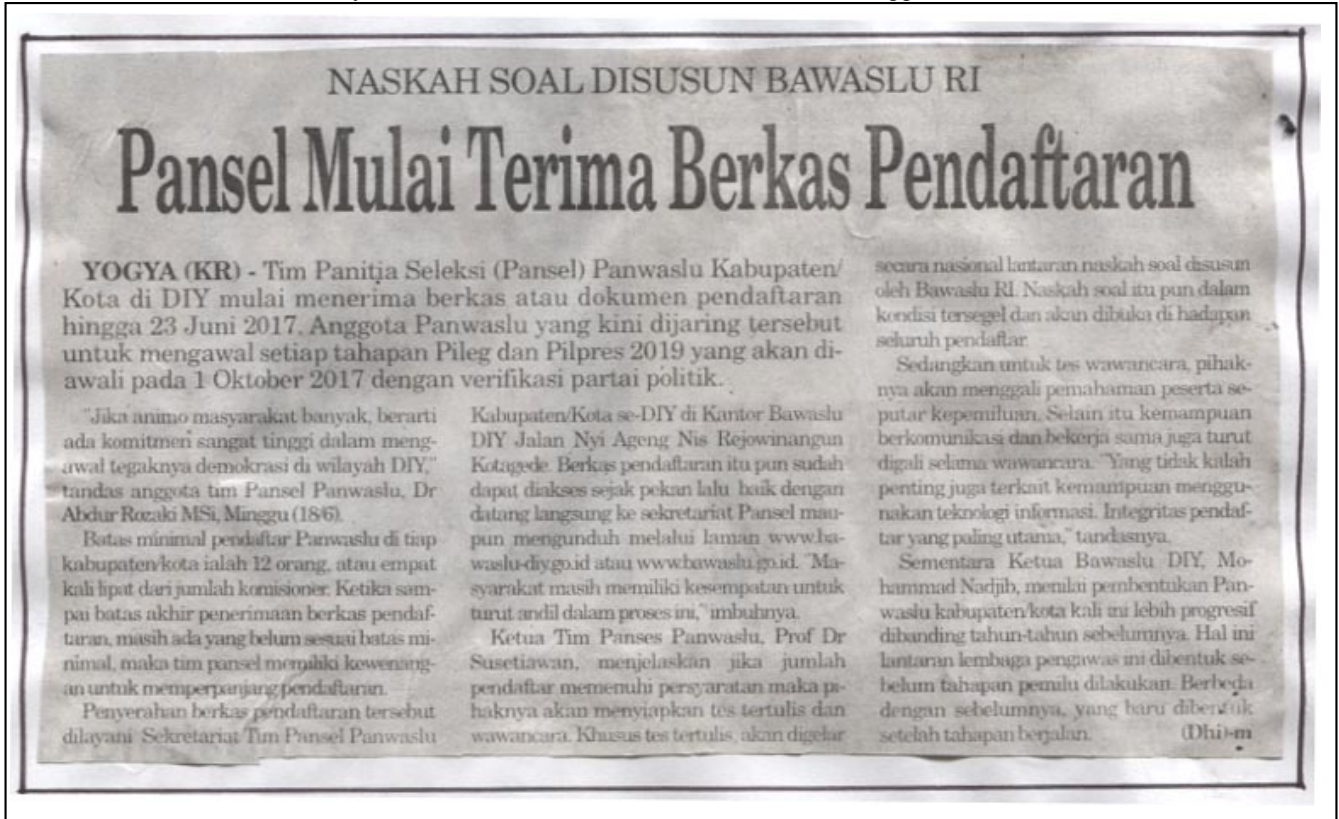 NASKAH SOAL DISUSUN BAWASLU RI
Pansel Mulai Terima Berkas Pendaftaran
YOGYA (KR) - Tim Panitia Seleksi (Pansel) Panwaslu Kabupaten/
Kota di DIY mulai menerima berkas atau dokumen pendaftaran
hingga 23 Juni 2017. Anggota Panwaslu yang kini dijaring tersebut
untuk mengawal setiap tahapan Pileg dan Pilpres 2019 yang akan di-
awali pada 1 Oktober 2017 dengan verifikasi partai politik.
"Jika animo masyarakat banyak, berarti
ada komitmen sangat tinggi dalam meng-
awal tegaknya demokrasi di wilayah DIY,"
tandas anggota tim Pansel Panwaslu, Dr
Abdur Rozaki MSi, Minggu (18/6).
Batas minimal pendaftar Panwaslu di tiap
kabupaten/kota ialah 12 orang, atau empat
kali lipat dari jumlah komisioner. Ketika sam-
pai batas akhir penerimaan berkas pendaf-
taran, masih ada yang belum sesuai batas mi-
nimal, maka tim pansel memiliki kewenang-
an untuk memperpanjang pendaftaran.
Penyerahan berkas pendaftaran tersebut
dilayani Sekretariat Tim Pansel Panwaslu
Kabupaten/Kota se-DIY di Kantor Bawaslu
DIY Jalan Nyi Ageng Nis Rejowinangun
Kotagede. Berkas pendaftaran itu pun sudah
dapat diakses sejak pekan lalu baik dengan
datang langsung ke sekretariat Pansel mau-
pun mengunduh melalui laman www.ba-
waslu-diy.go.id atau www.bawaslu.go.id. "Ma-
syarakat masih memiliki kesempatan untuk
turut andil dalam proses ini," imbuhnya.
Ketua Tim Panses Panwaslu, Prof Dr
Susetiawan, menjelaskan jika jumlah
pendaftar memenuhi persyaratan maka pi-
haknya akan menyiapkan tes tertulis dan
wawancara. Khusus tes tertulis, akan digelar
secara nasional lantaran naskah soal disusun
oleh Bawaslu RI. Naskah soal itu pun dalam
kondisi tersegel dan akan dibuka di hadapan
seluruh pendaftar.
Sedangkan untuk tes wawancara, pihak-
nya akan menggali pemahaman peserta se-
putar kepemiluan. Selain itu kemampuan
berkomunikasi dan bekerja sama juga turut
digali selama wawancara. "Yang tidak kalah
penting juga terkait kemampuan menggu-
nakan teknologi informasi. Integritas pendaf-
tar yang paling utama," tandasnya.
Sementara Ketua Bawaslu DIY, Mo-
hammad Nadjib, menilai pembentukan Pan-
waslu kabupaten/kota kali ini lebih progresif
dibanding tahun-tahun sebelumnya. Hal ini
lantaran lembaga pengawas ini dibentuk se-
belum tahapan pemilu dilakukan. Berbeda
dengan sebelumnya, yang baru dibentuk
setelah tahapan berjalan. (Dhi)-m